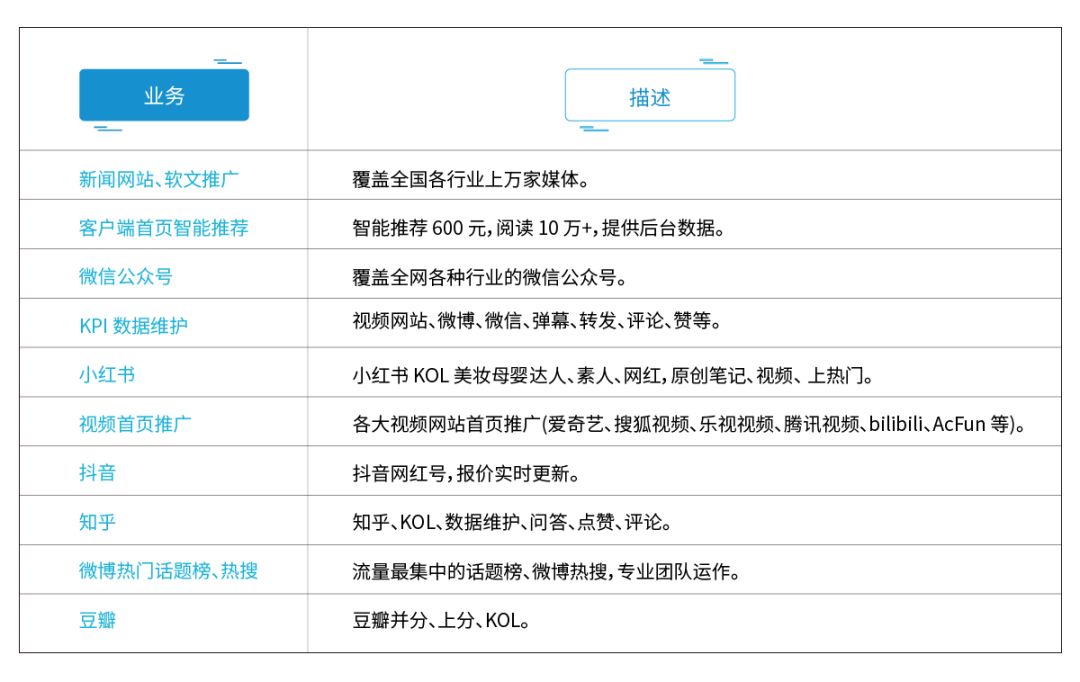 业务
描述
新闻网站、软文推广
覆盖全国各行业上万家媒体。
客户端首页智能推荐
智能推荐 600 元，阅读 10 万+，提供后台数据。
微信公众号
覆盖全网各种行业的微信公众号。
KPI 数据维护
视频网站、微博、微信、弹幕、转发、评论、赞等。
小红书
小红书 KOL 美妆母婴达人、素人、网红，原创笔记、视频、上热门。
视频首页推广
各大视频网站首页推广(爱奇艺、搜狐视频、乐视视频、腾讯视频、bilibili、AcFun 等)。
抖音
抖音网红号，报价实时更新。
知乎
知乎、KOL、数据维护、问答、点赞、评论。
微博热门话题榜、热搜
流量最集中的话题榜、微博热搜，专业团队运作。
豆瓣
豆瓣并分、上分、KOL。